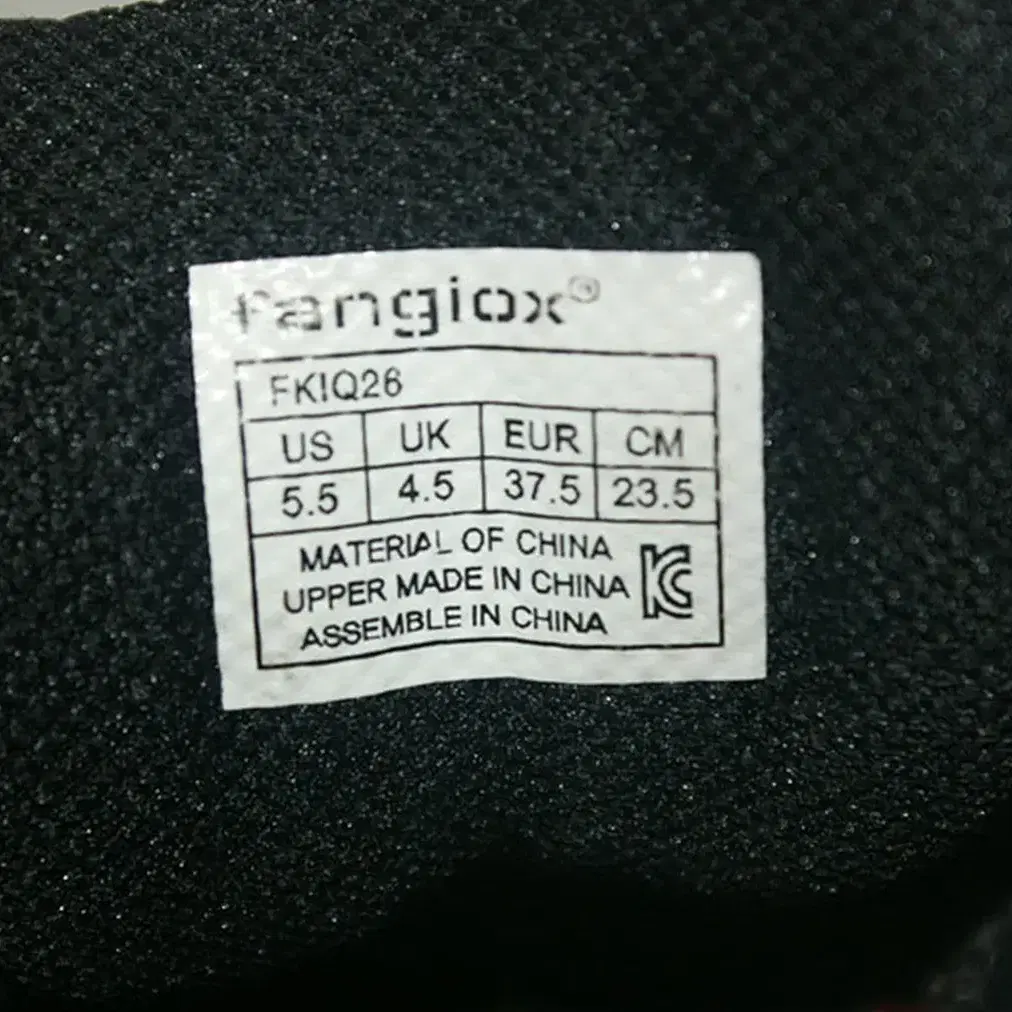 fangiox®
FKIQ26
US UK EUR CM
5.5 4.5 37.5 23.5
MATERIAL OF CHINA
UPPER MADE IN CHINA
ASSEMBLE IN CHINA
KC